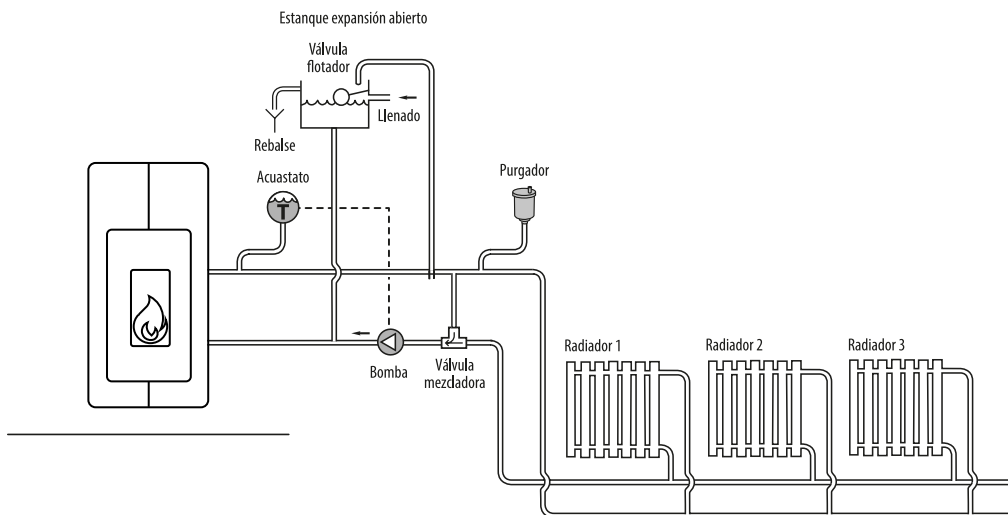 Estanque expansión abierto
Válvula
flotador
Llenado
Rebalse
Acuastato
T
Purgador
Bomba
Válvula
mezcladora
Radiador 1
Radiador 2
Radiador 3